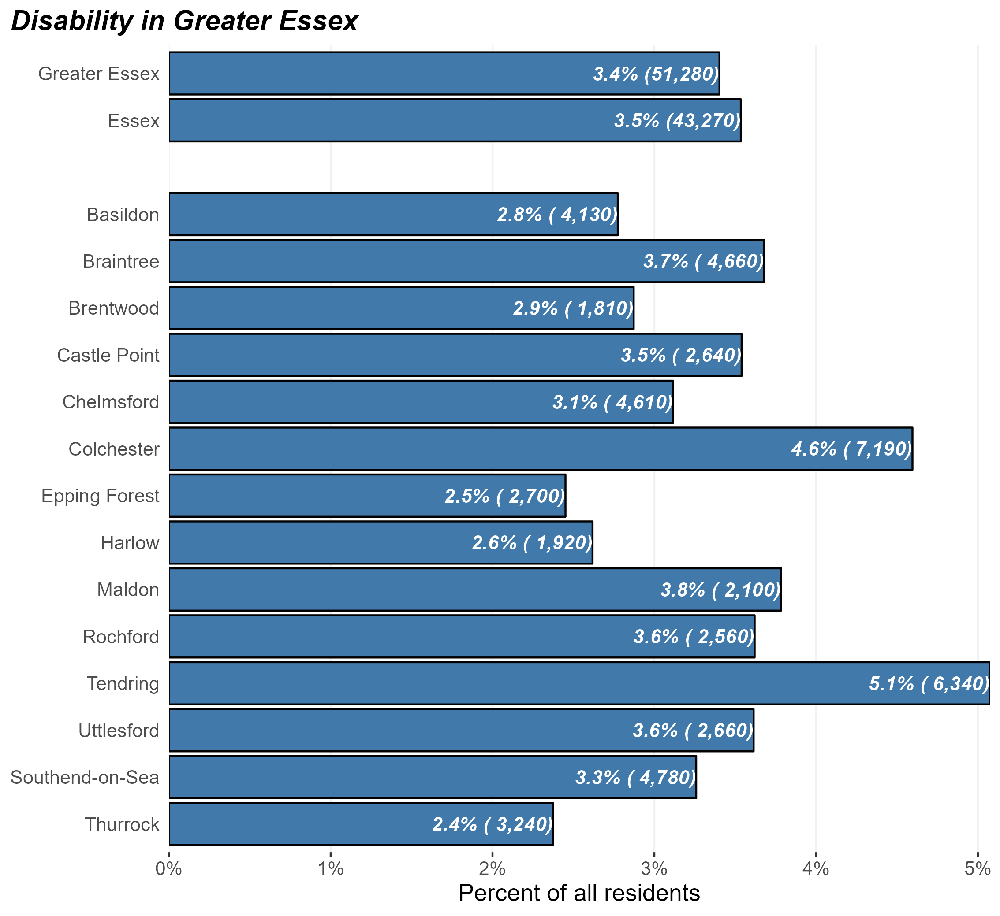 Disability in Greater Essex
Greater Essex 3.4% (51,280)
Essex 3.5% (43,270)
Basildon 2.8% ( 4,130)
Braintree 3.7% ( 4,660)
Brentwood 2.9% ( 1,810)
Castle Point 3.5% ( 2,640)
Chelmsford 3.1% ( 4,610)
Colchester 4.6% ( 7,190)
Epping Forest 2.5% ( 2,700)
Harlow 2.6% ( 1,920)
Maldon 3.8% ( 2,100)
Rochford 3.6% ( 2,560)
Tendring 5.1% ( 6,340)
Uttlesford 3.6% ( 2,660)
Southend-on-Sea 3.3% ( 4,780)
Thurrock 2.4% ( 3,240)
0% 1% 2% 3% 4% 5%
Percent of all residents